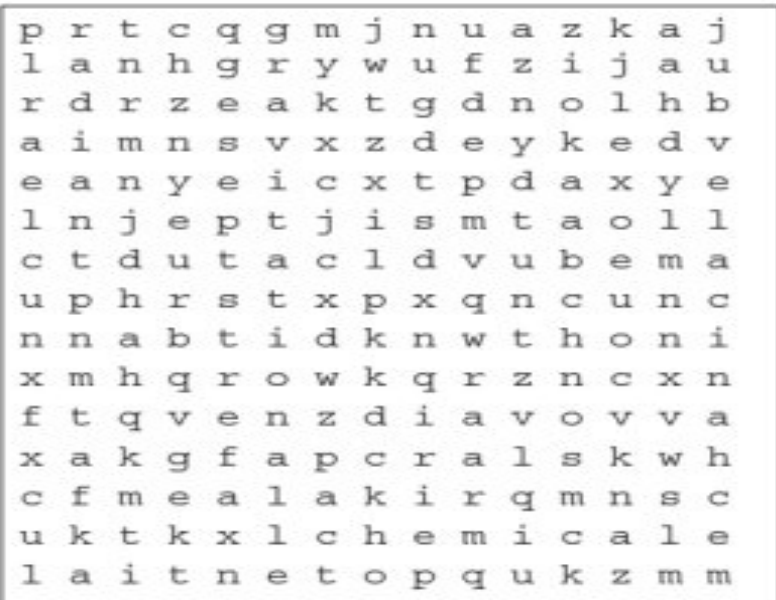 p r t c q g m j n u a z k a j
l a n h g r y w u f z i j a u
r d r z e a k t g d n o l h b
a i m n s v x z d e y k e d v
e a n y e i c x t p d a x y e
l n j e p t j i s m t a o l l
c t d u t a c l d v u b e m a
u p h r s t x p x q n c u n c
n n a b t i d k n w t h o n i
x m h q r o w k q r z n c x n
f t q v e n z d i a v o v v a
x a k g f a p c r a l s k w h
c f m e a l a k i r q m n s c
u k t k x l c h e m i c a l e
l a i t n e t o p q u k z m m